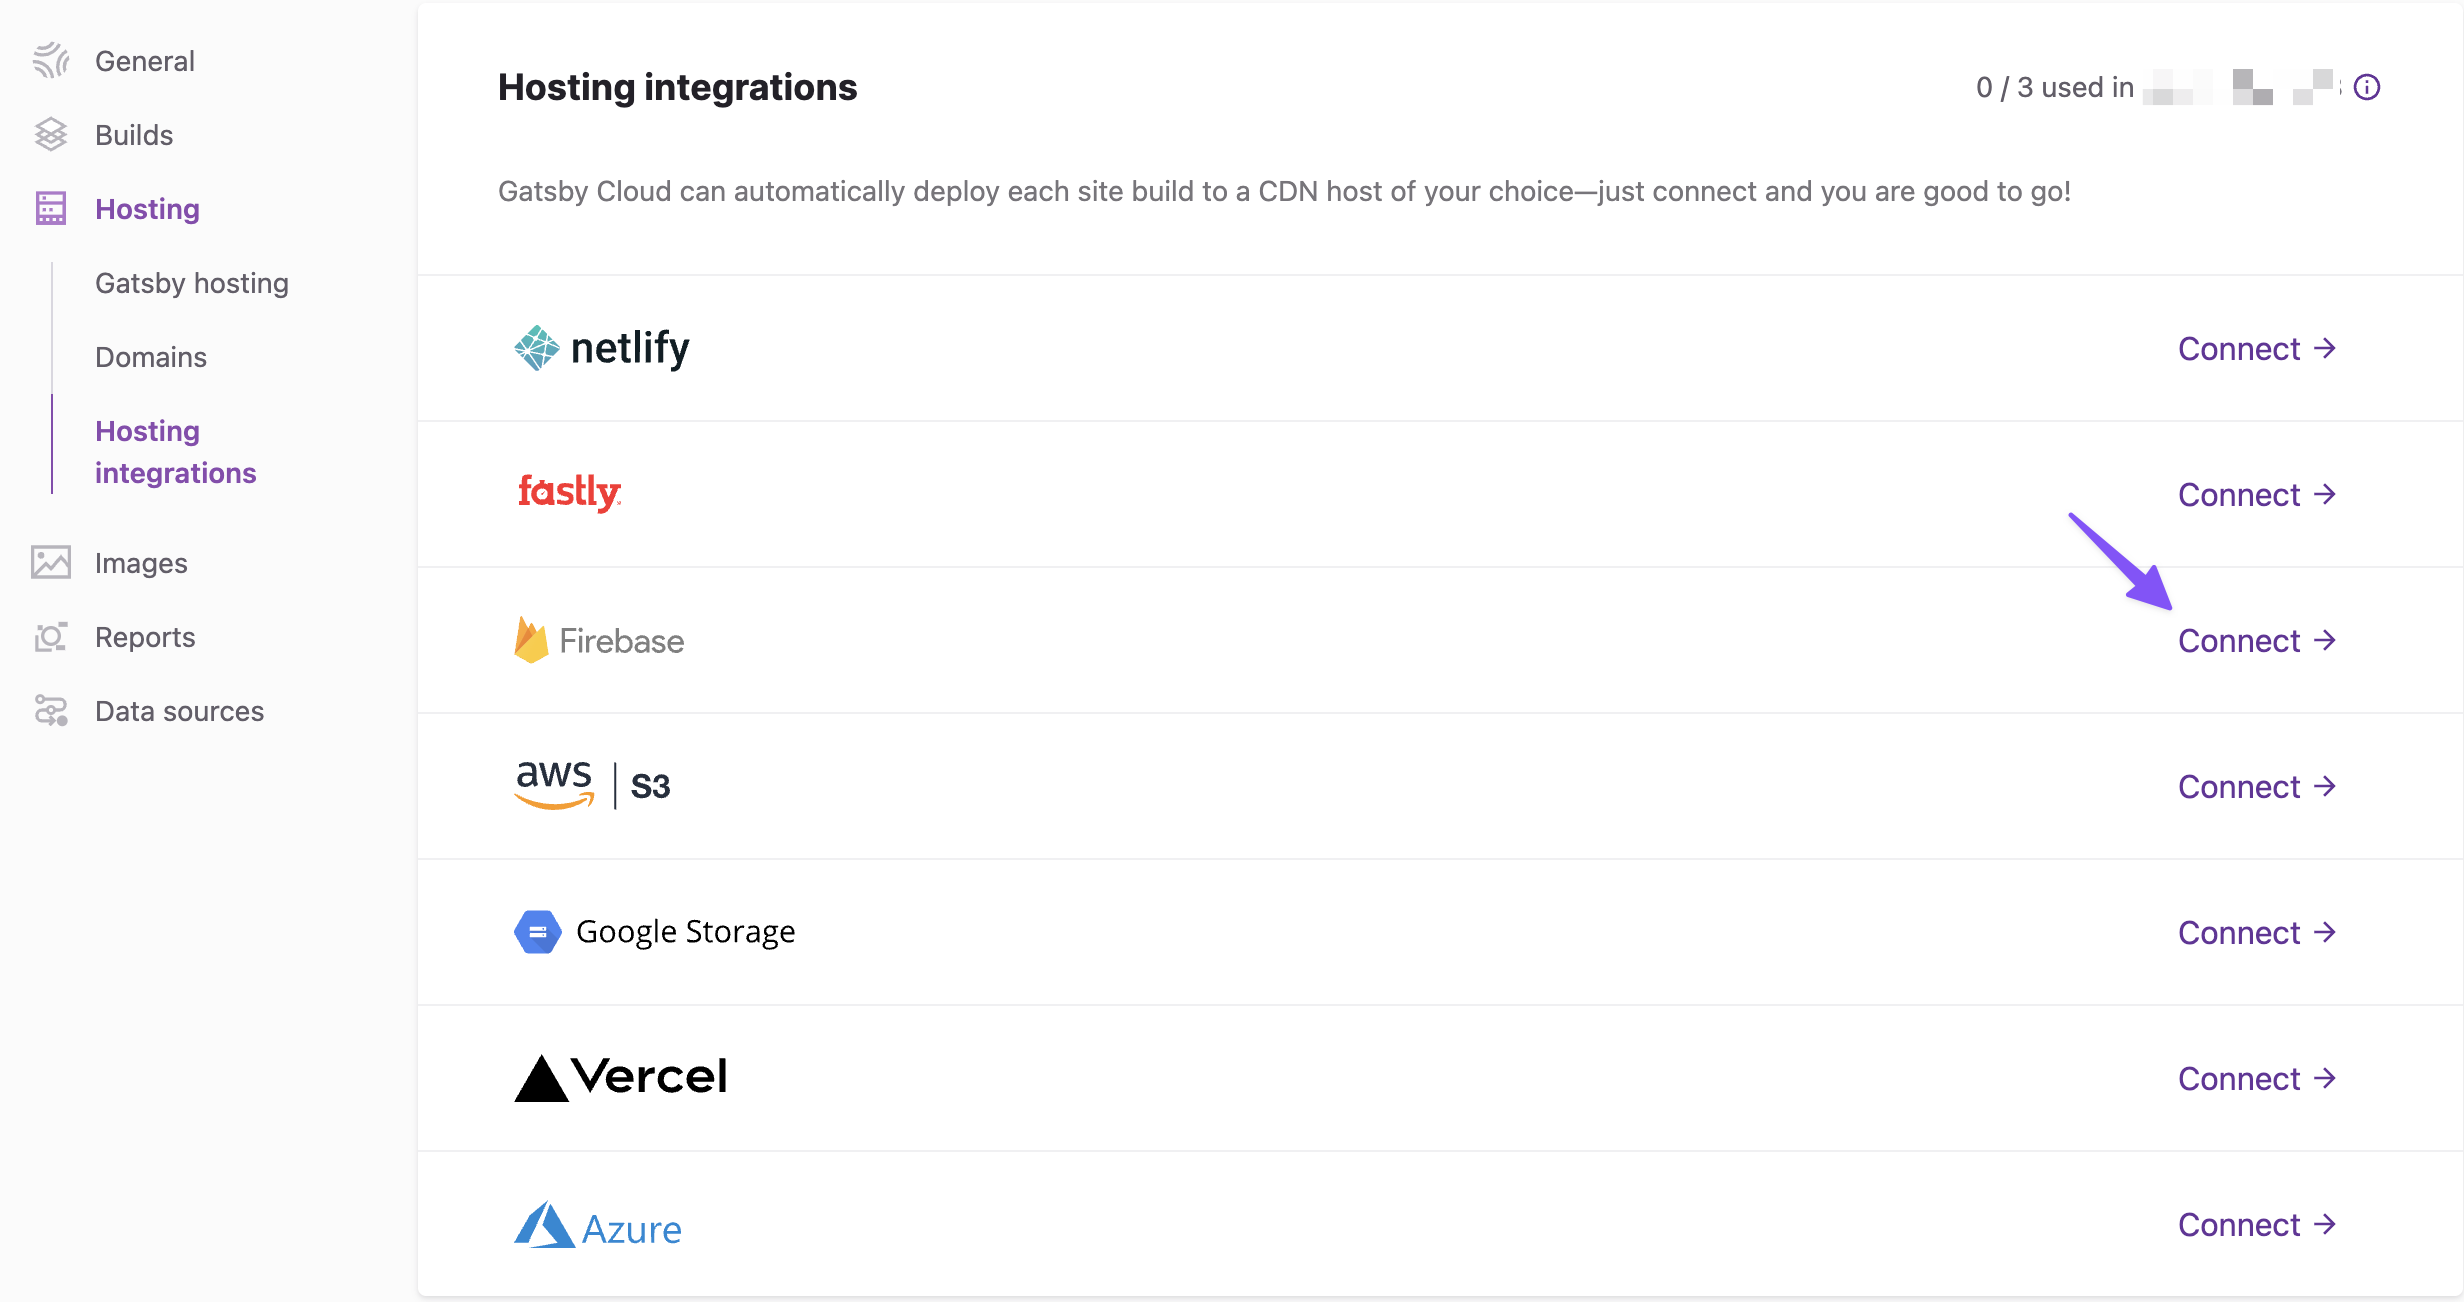 General
Builds
Hosting
Gatsby hosting
Domains
Hosting
integrations
Images
Reports
Data sources
Hosting integrations
0 / 3 used in
Gatsby Cloud can automatically deploy each site build to a CDN host of your choice—just connect and you are good to go!
netlify
Connect →
fastly
Connect →
Firebase
Connect →
aws | S3
Connect →
Google Storage
Connect →
Vercel
Connect →
Azure
Connect →